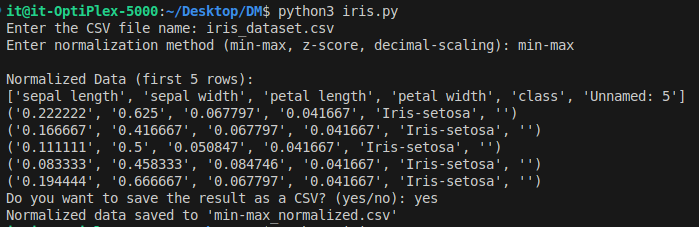 it@it-OptiPlex-5000:~/Desktop/DM$ python3 iris.py
Enter the CSV file name: iris_dataset.csv
Enter normalization method (min-max, z-score, decimal-scaling): min-max
Normalized Data (first 5 rows):
['sepal length', 'sepal width', 'petal length', 'petal width', 'class', 'Unnamed: 5']
('0.222222', '0.625', '0.067797', '0.041667', 'Iris-setosa', '')
('0.166667', '0.416667', '0.067797', '0.041667', 'Iris-setosa', '')
('0.111111', '0.5', '0.050847', '0.041667', 'Iris-setosa', '')
('0.083333', '0.458333', '0.084746', '0.041667', 'Iris-setosa', '')
('0.194444', '0.666667', '0.067797', '0.041667', 'Iris-setosa', '')
Do you want to save the result as a CSV? (yes/no): yes
Normalized data saved to 'min-max_normalized.csv'